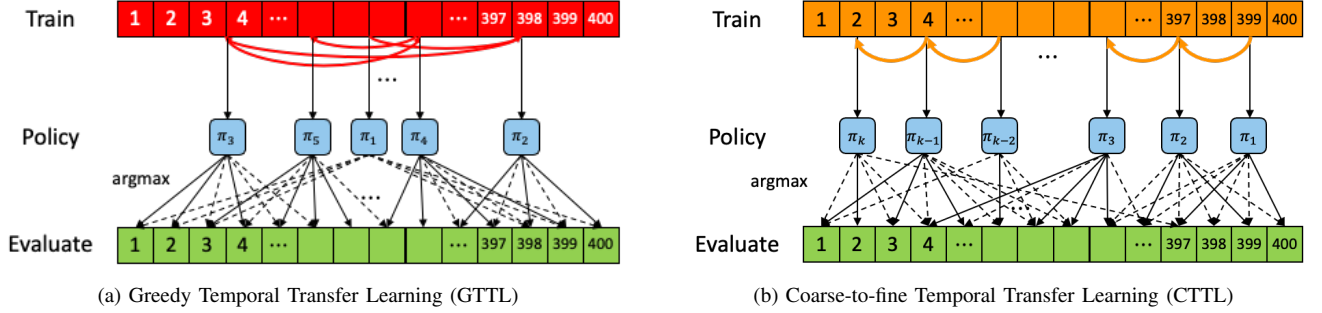 Train 1 2 3 4 ... ... 397 398 399 400
...
Policy π₃ π₅ π₁ π₄ π₂
argmax
....
Evaluate 1 2 3 4 ... ... 397 398 399 400
(a) Greedy Temporal Transfer Learning (GTTL)
Train 1 2 3 4 ... ... 397 398 399 400
...
Policy πₖ πₖ₋₁ πₖ₋₂ π₃ π₂ π₁
argmax
...
Evaluate 1 2 3 4 ... ... 397 398 399 400
(b) Coarse-to-fine Temporal Transfer Learning (CTTL)